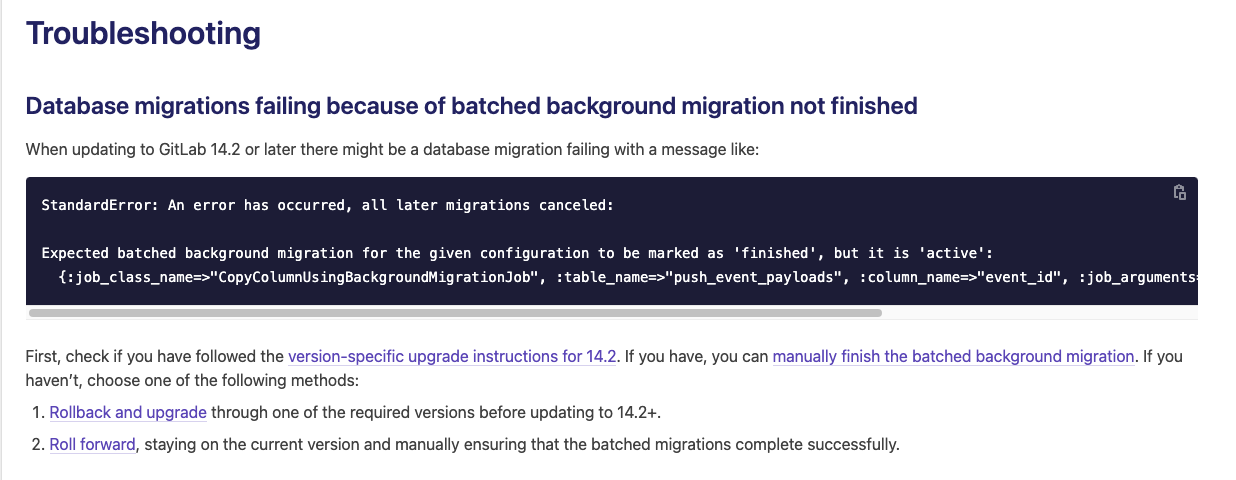 Troubleshooting
Database migrations failing because of batched background migration not finished
When updating to GitLab 14.2 or later there might be a database migration failing with a message like:
StandardError: An error has occurred, all later migrations canceled:
Expected batched background migration for the given configuration to be marked as 'finished', but it is 'active':
{:job_class_name=>"CopyColumnUsingBackgroundMigrationJob", :table_name=>"push_event_payloads", :column_name=>"event_id", :job_arguments=
First, check if you have followed the version-specific upgrade instructions for 14.2. If you have, you can manually finish the batched background migration. If you
haven’t, choose one of the following methods:
1. Rollback and upgrade through one of the required versions before updating to 14.2+.
2. Roll forward, staying on the current version and manually ensuring that the batched migrations complete successfully.